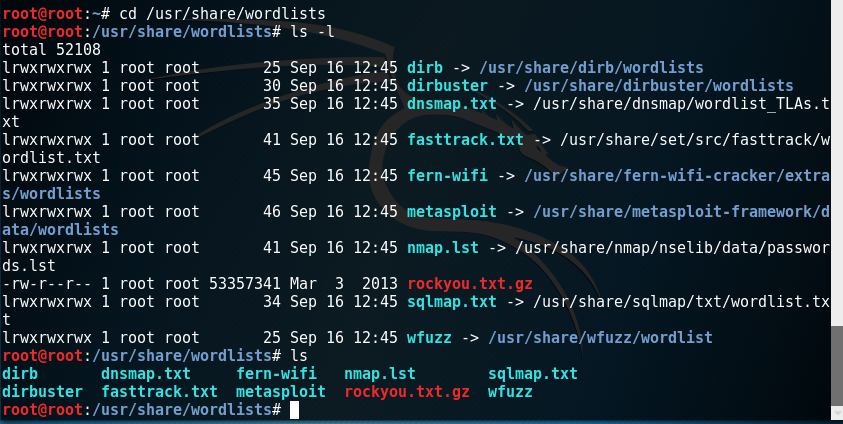 root@root:~# cd /usr/share/wordlists
root@root:/usr/share/wordlists# ls -l
total 52108
lrwxrwxrwx 1 root root       25 Sep 16 12:45 dirb -> /usr/share/dirb/wordlists
lrwxrwxrwx 1 root root       30 Sep 16 12:45 dirbuster -> /usr/share/dirbuster/wordlists
lrwxrwxrwx 1 root root       35 Sep 16 12:45 dnsmap.txt -> /usr/share/dnsmap/wordlist_TLAs.t
xt
lrwxrwxrwx 1 root root       41 Sep 16 12:45 fasttrack.txt -> /usr/share/set/src/fasttrack/w
ordlist.txt
lrwxrwxrwx 1 root root       45 Sep 16 12:45 fern-wifi -> /usr/share/fern-wifi-cracker/extra
s/wordlists
lrwxrwxrwx 1 root root       46 Sep 16 12:45 metasploit -> /usr/share/metasploit-framework/d
ata/wordlists
lrwxrwxrwx 1 root root       41 Sep 16 12:45 nmap.lst -> /usr/share/nmap/nselib/data/passwor
ds.lst
-rw-r--r-- 1 root root 53357341 Mar  3  2013 rockyou.txt.gz
lrwxrwxrwx 1 root root       34 Sep 16 12:45 sqlmap.txt -> /usr/share/sqlmap/txt/wordlist.tx
t
lrwxrwxrwx 1 root root       25 Sep 16 12:45 wfuzz -> /usr/share/wfuzz/wordlist
root@root:/usr/share/wordlists# ls
dirb       dnsmap.txt     fern-wifi   nmap.lst        sqlmap.txt
dirbuster  fasttrack.txt  metasploit  rockyou.txt.gz  wfuzz
root@root:/usr/share/wordlists#